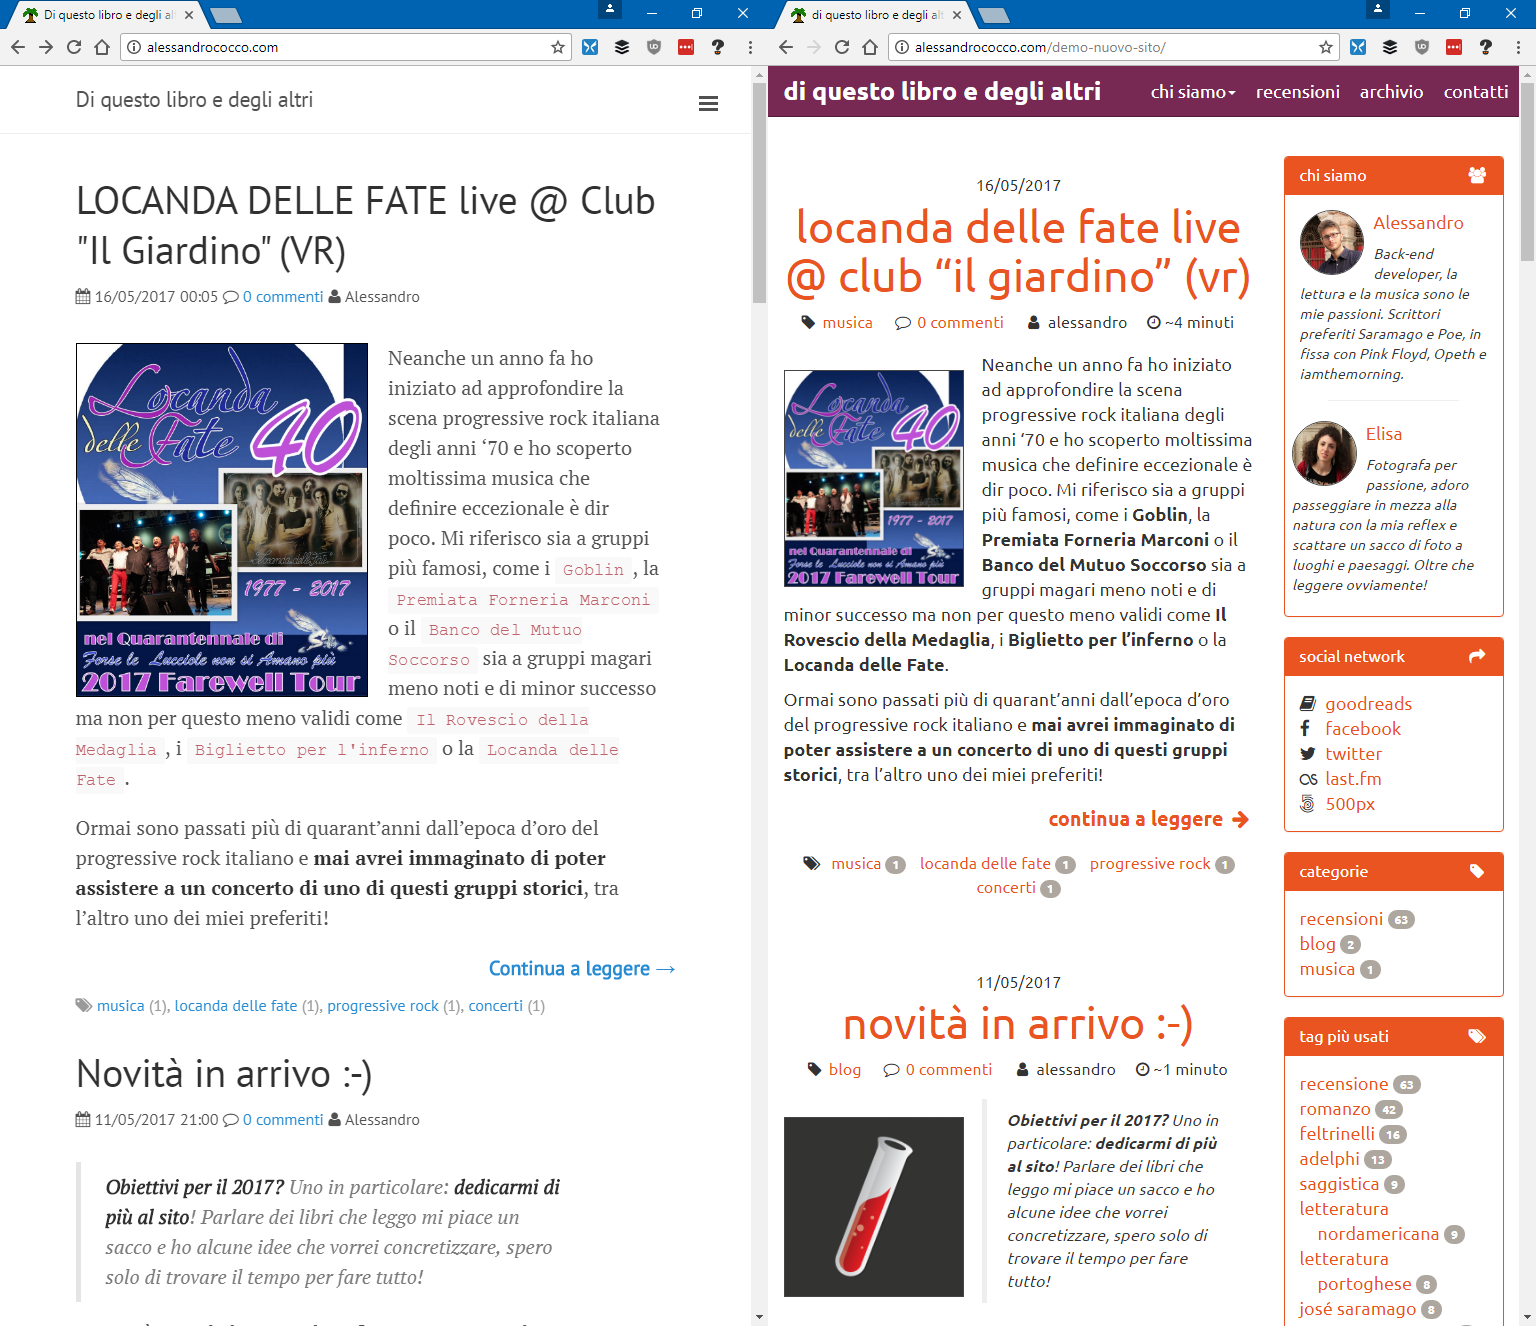 Di questo libro e degli al
alessandrococco.com
Di questo libro e degli altri
LOCANDA DELLE FATE live @ Club
"Il Giardino" (VR)
16/05/2017 00:05 0 commenti Alessandro
Locanda
delle Fate 40
1977 - 2017
nel Quarantennale di
Forse le Lucciole non si Amano più
2017 Farewell Tour
Neanche un anno fa ho
iniziato ad approfondire la
scena progressive rock italiana
degli anni ‘70 e ho scoperto
moltissima musica che
definire eccezionale è dir
poco. Mi riferisco sia a gruppi
più famosi, come i Goblin , la
Premiata Forneria Marconi
o il Banco del Mutuo
Soccorso sia a gruppi magari
meno noti e di minor successo
ma non per questo meno validi come Il Rovescio della
Medaglia , i Biglietto per l'inferno o la Locanda delle
Fate .
Ormai sono passati più di quarant’anni dall’epoca d’oro del
progressive rock italiano e mai avrei immaginato di poter
assistere a un concerto di uno di questi gruppi storici, tra
l’altro uno dei miei preferiti!
Continua a leggere →
musica (1), locanda delle fate (1), progressive rock (1), concerti (1)
Novità in arrivo :-)
11/05/2017 21:00 0 commenti Alessandro
Obiettivi per il 2017? Uno in particolare: dedicarmi di
più al sito! Parlare dei libri che leggo mi piace un
sacco e ho alcune idee che vorrei concretizzare, spero
solo di trovare il tempo per fare tutto!
di questo libro e degli alt
alessandrococco.com/demo-nuovo-sito/
di questo libro e degli altri
chi siamo recensioni archivio contatti
16/05/2017
locanda delle fate live
@ club “il giardino” (vr)
musica 0 commenti alessandro ~4 minuti
Locanda
delle Fate 40
1977 - 2017
nel Quarantennale di
Forse le Lucciole non si Amano più
2017 Farewell Tour
Neanche un anno fa ho iniziato
ad approfondire la scena
progressive rock italiana degli
anni ‘70 e ho scoperto moltissima
musica che definire eccezionale è
dir poco. Mi riferisco sia a gruppi
più famosi, come i Goblin, la
Premiata Forneria Marconi o il
Banco del Mutuo Soccorso sia a
gruppi magari meno noti e di
minor successo ma non per questo meno validi come Il
Rovescio della Medaglia, i Biglietto per l’inferno o la
Locanda delle Fate.
Ormai sono passati più di quarant’anni dall’epoca d’oro
del progressive rock italiano e mai avrei immaginato di
poter assistere a un concerto di uno di questi gruppi
storici, tra l’altro uno dei miei preferiti!
continua a leggere
musica 1 locanda delle fate 1 progressive rock 1
concerti 1
11/05/2017
novità in arrivo :-)
blog 0 commenti alessandro ~1 minuto
Obiettivi per il 2017? Uno in
particolare: dedicarmi di più
al sito! Parlare dei libri che
leggo mi piace un sacco e ho
alcune idee che vorrei
concretizzare, spero solo di
trovare il tempo per fare
tutto!
chi siamo
Alessandro
Back-end
developer, la
lettura e la musica sono le
mie passioni. Scrittori
preferiti Saramago e Poe, in
fissa con Pink Floyd, Opeth e
iamthemorning.
Elisa
Fotografa per
passione, adoro
passeggiare in mezza alla
natura con la mia reflex e
scattare un sacco di foto a
luoghi e paesaggi. Oltre che
leggere ovviamente!
social network
goodreads
facebook
twitter
last.fm
500px
categorie
recensioni 63
blog 2
musica 1
tag più usati
recensione 63
romanzo 42
feltrinelli 16
adelphi 13
saggistica 9
letteratura
nordamericana 9
letteratura
portoghese 8
josé saramago 8